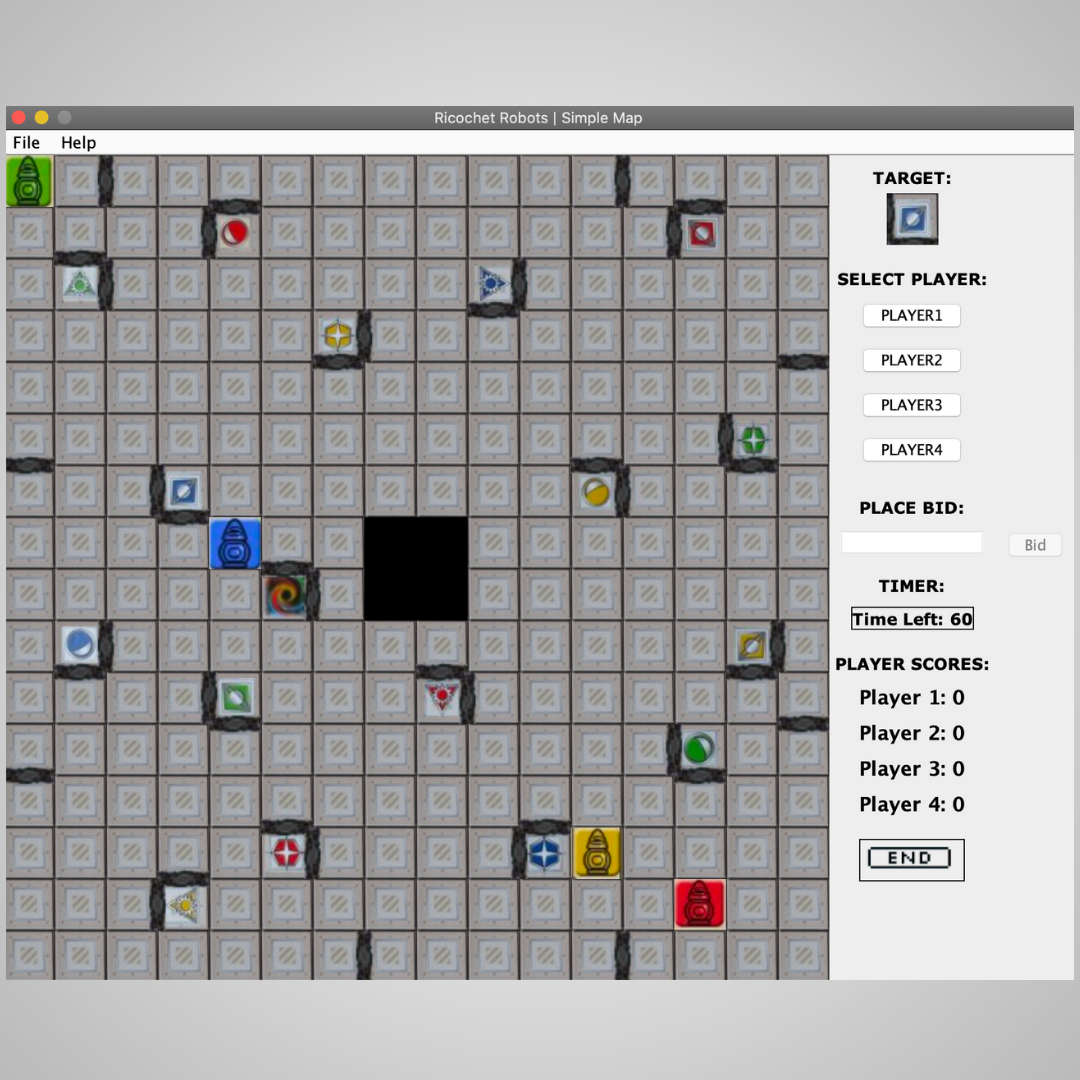 Ricochet Robots | Simple Map
File Help
TARGET:
SELECT PLAYER:
PLAYER1
PLAYER2
PLAYER3
PLAYER4
PLACE BID:
Bid
TIMER:
Time Left: 60
PLAYER SCORES:
Player 1: 0
Player 2: 0
Player 3: 0
Player 4: 0
END